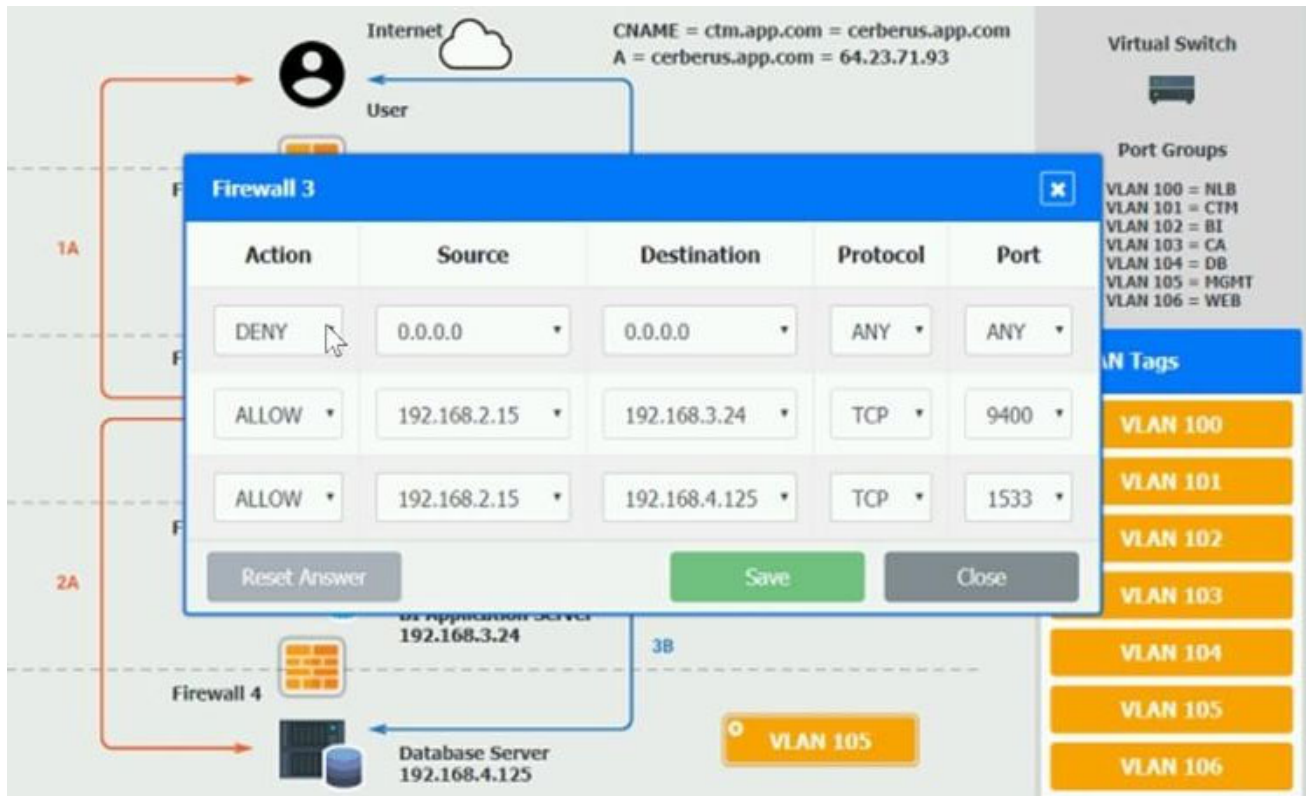 Internet
CNAME = ctm.app.com = cerberus.app.com
A = cerberus.app.com = 64.23.71.93
User
Virtual Switch
Port Groups
VLAN 100 = NLB
VLAN 101 = CTM
VLAN 102 = BI
VLAN 103 = CA
VLAN 104 = DB
VLAN 105 = MGMT
VLAN 106 = WEB
F
Firewall 3
1A
Action Source Destination Protocol Port
DENY 0.0.0.0 0.0.0.0 ANY ANY
F
ALLOW 192.168.2.15 192.168.3.24 TCP 9400
ALLOW 192.168.2.15 192.168.4.125 TCP 1533
F
Reset Answer Save Close
2A
BI Application Server
192.168.3.24
3B
Firewall 4
Database Server
192.168.4.125
VLAN 105
AN Tags
VLAN 100
VLAN 101
VLAN 102
VLAN 103
VLAN 104
VLAN 105
VLAN 106